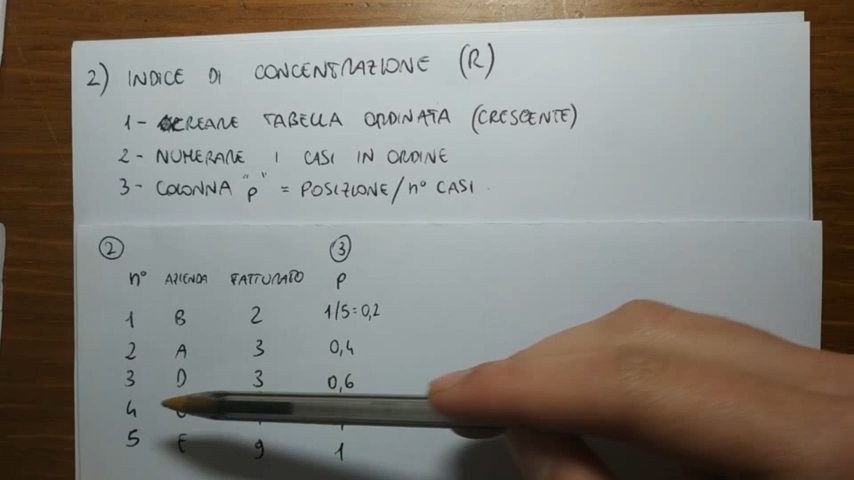 2) INDICE DI CONCENTRAZIONE (R)
1- CREARE TABELLA ORDINATA (CRESCENTE)
2- NUMERARE I CASI IN ORDINE
3- COLONNA "p" = POSIZIONE/n° CASI
2 3
n° AZIENDA FATTURATO p
1 B 2 1/5=0,2
2 A 3 0,4
3 D 3 0,6
4
5 E 9 1